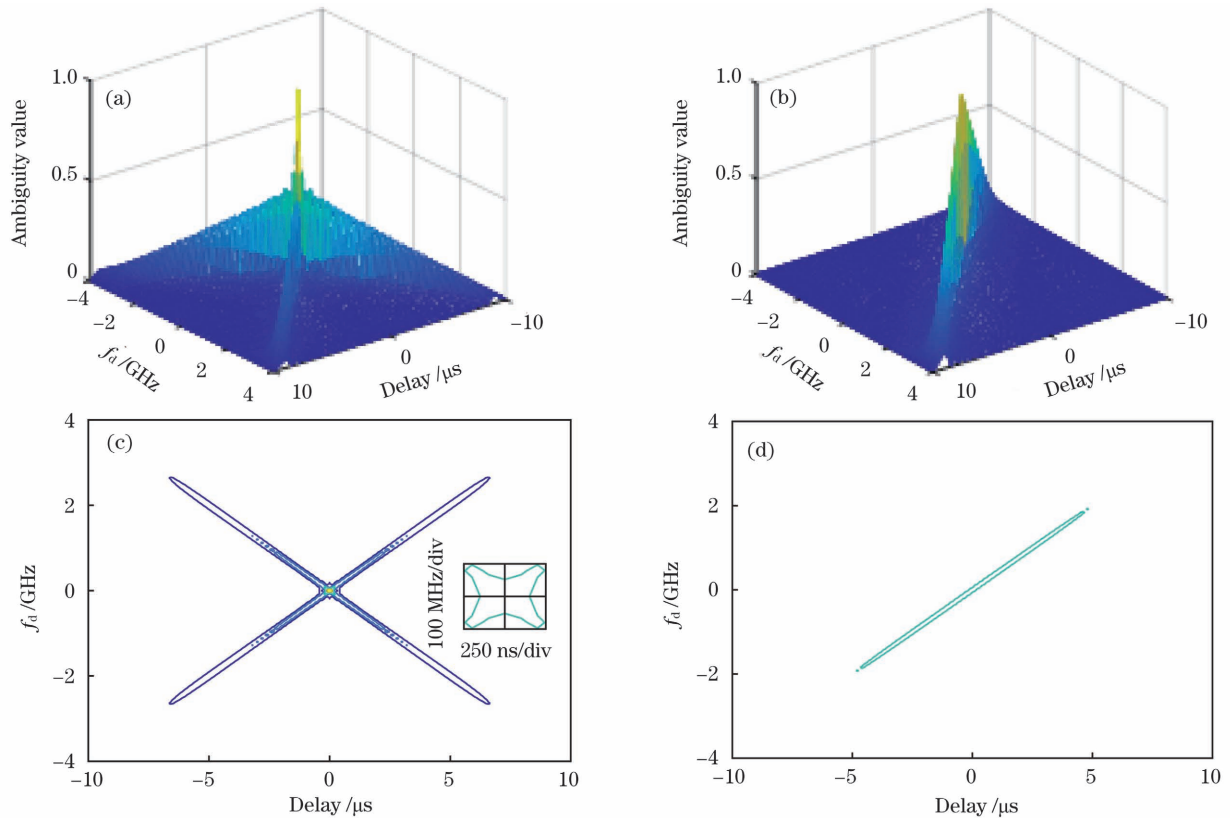 (a)
Ambiguity value
1.0
0.5
0
−4
−2
0
2
4
f_d /GHz
10
0
−10
Delay /μs
(b)
Ambiguity value
1.0
0.5
0
−4
−2
0
2
4
f_d /GHz
10
0
−10
Delay /μs
(c)
f_d /GHz
4
2
0
−2
−4
−10
−5
0
5
10
Delay /μs
100 MHz/div
250 ns/div
(d)
f_d /GHz
4
2
0
−2
−4
−10
−5
0
5
10
Delay /μs